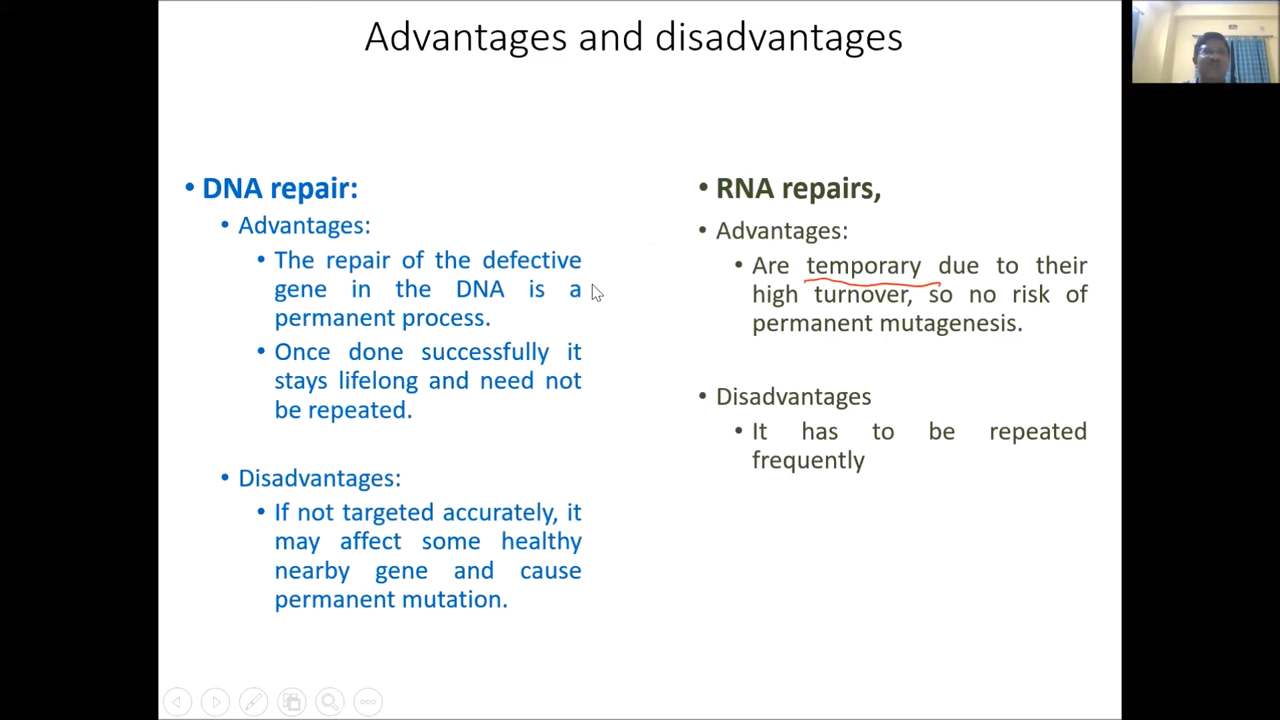 Advantages and disadvantages
• DNA repair:
• Advantages:
• The repair of the defective
gene in the DNA is a
permanent process.
• Once done successfully it
stays lifelong and need not
be repeated.
• Disadvantages:
• If not targeted accurately, it
may affect some healthy
nearby gene and cause
permanent mutation.
• RNA repairs,
• Advantages:
• Are temporary due to their
high turnover, so no risk of
permanent mutagenesis.
• Disadvantages
• It has to be repeated
frequently